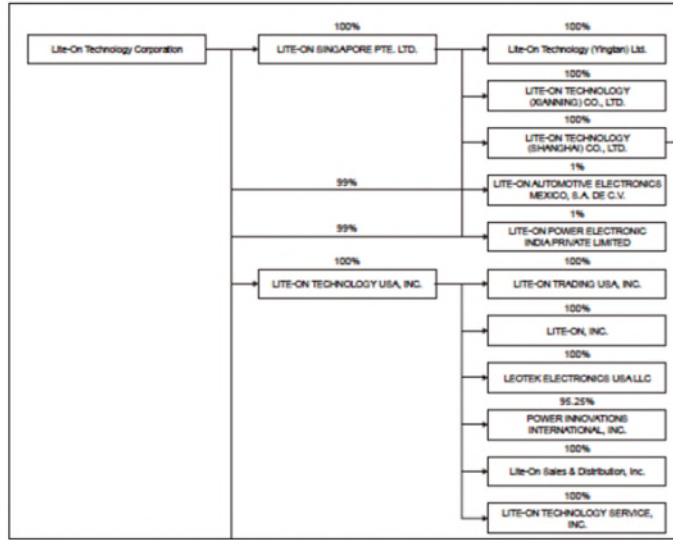 100%
100%
Lite-On Technology Corporation
LITE-ON SINGAPORE PTE. LTD.
Lite-On Technology (Yingtan) Ltd.
100%
LITE-ON TECHNOLOGY
(XIANNING) CO., LTD.
100%
LITE-ON TECHNOLOGY
(SHANGHAI) CO., LTD.
1%
99%
LITE-ON AUTOMOTIVE ELECTRONICS
MEXICO, S.A. DE C.V.
1%
99%
LITE-ON POWER ELECTRONIC
INDIA PRIVATE LIMITED
100%
100%
LITE-ON TECHNOLOGY USA, INC.
LITE-ON TRADING USA, INC.
100%
LITE-ON, INC.
100%
LEOTEK ELECTRONICS USA LLC
95.25%
POWER INNOVATIONS
INTERNATIONAL, INC.
100%
Lite-On Sales & Distribution, Inc.
100%
LITE-ON TECHNOLOGY SERVICE,
INC.